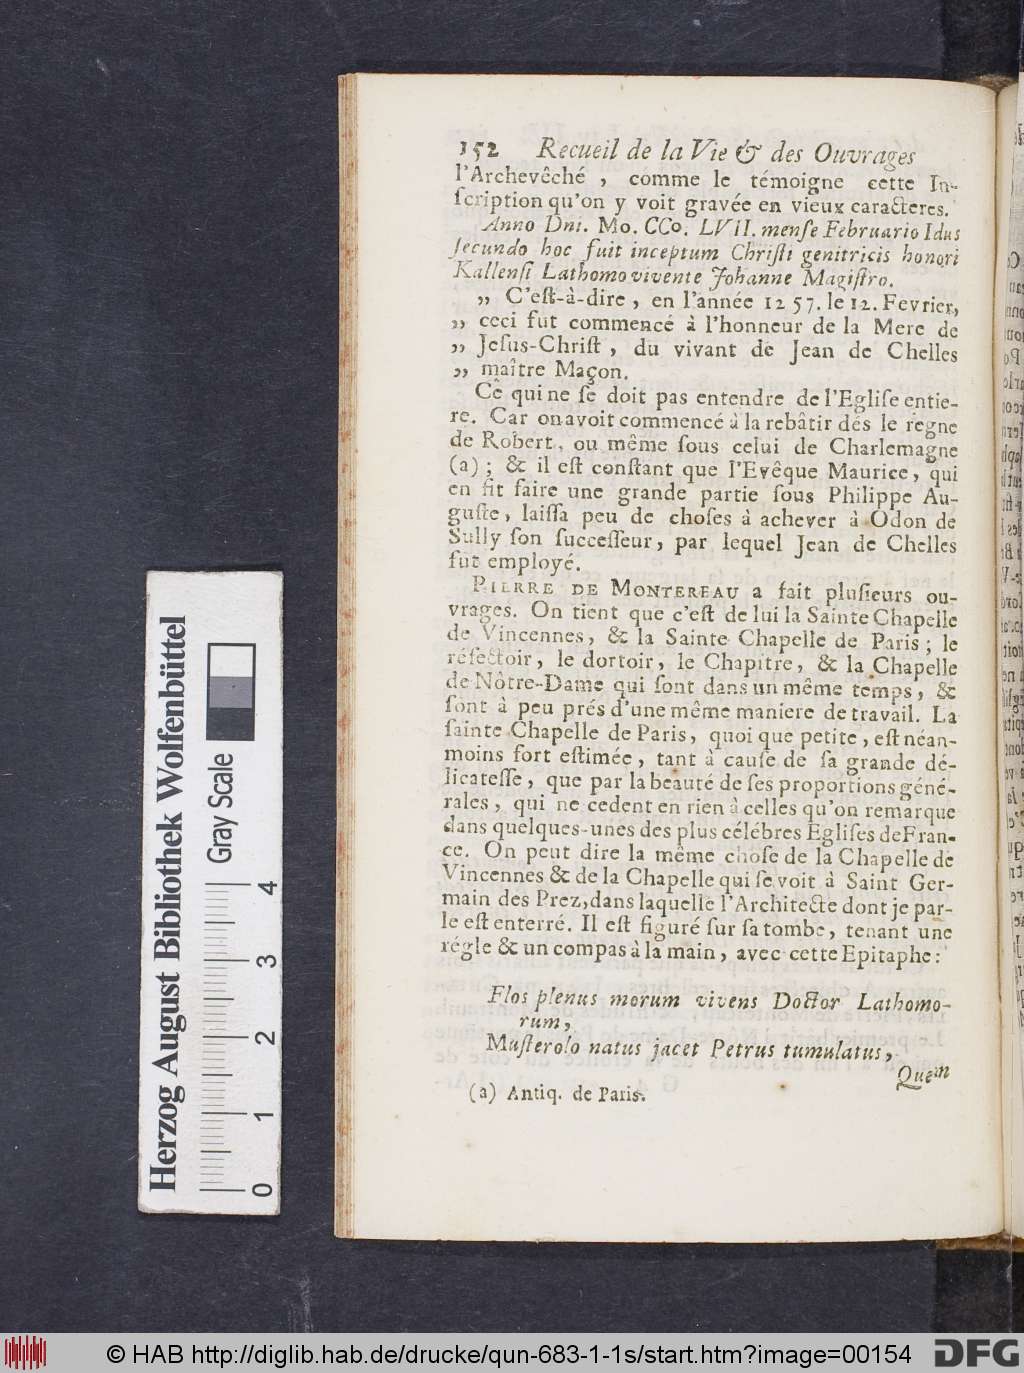 152 Recueil de la Vie & des Ouvrages
l'Archevêché , comme le témoigne cette In-
ſcription qu'on y voit gravée en vieux caracteres.
Anno Dni. Mo. CCo. LVII. menſe Februario Idus
ſecundo hoc fuit inceptum Chriſti genitricis honori
Kallenſi Lathomo vivente Johanne Magiſtro.
„ C'eſt-à-dire , en l'année 1257. le 12. Fevrier,
„ ceci fut commencé à l'honneur de la Mere de
„ Jeſus-Chriſt , du vivant de Jean de Chelles
„ maître Maçon.
Ce qui ne ſe doit pas entendre de l'Egliſe entie-
re. Car on avoit commencé à la rebâtir dés le regne
de Robert, ou même ſous celui de Charlemagne
(a) ; & il eſt conſtant que l'Evêque Maurice, qui
en fit faire une grande partie ſous Philippe Au-
guſte, laiſſa peu de choſes à achever à Odon de
Sully ſon ſucceſſeur, par lequel Jean de Chelles
fut employé.
PIERRE DE MONTEREAU a fait pluſieurs ou-
vrages. On tient que c'eſt de lui la Sainte Chapelle
de Vincennes, & la Sainte Chapelle de Paris ; le
réfectoir, le dortoir, le Chapitre, & la Chapelle
de Nôtre-Dame qui ſont dans un même temps, &
ſont à peu prés d'une même maniere de travail. La
ſainte Chapelle de Paris, quoi que petite, eſt néan-
moins fort eſtimée, tant à cauſe de ſa grande dé-
licateſſe, que par la beauté de ſes proportions géné-
rales, qui ne cedent en rien à celles qu'on remarque
dans quelques-unes des plus célébres Egliſes de Fran-
ce. On peut dire la même choſe de la Chapelle de
Vincennes & de la Chapelle qui ſe voit à Saint Ger-
main des Prez, dans laquelle l'Architecte dont je par-
le eſt enterré. Il eſt figuré ſur ſa tombe, tenant une
régle & un compas à la main, avec cette Epitaphe:
Flos plenus morum vivens Doctor Lathomo-
rum,
Muſterolo natus jacet Petrus tumulatus,
Quem
(a) Antiq. de Paris.
Herzog August Bibliothek Wolfenbüttel
Gray Scale
0 1 2 3 4
© HAB http://diglib.hab.de/drucke/qun-683-1-1s/start.htm?image=00154
DFG